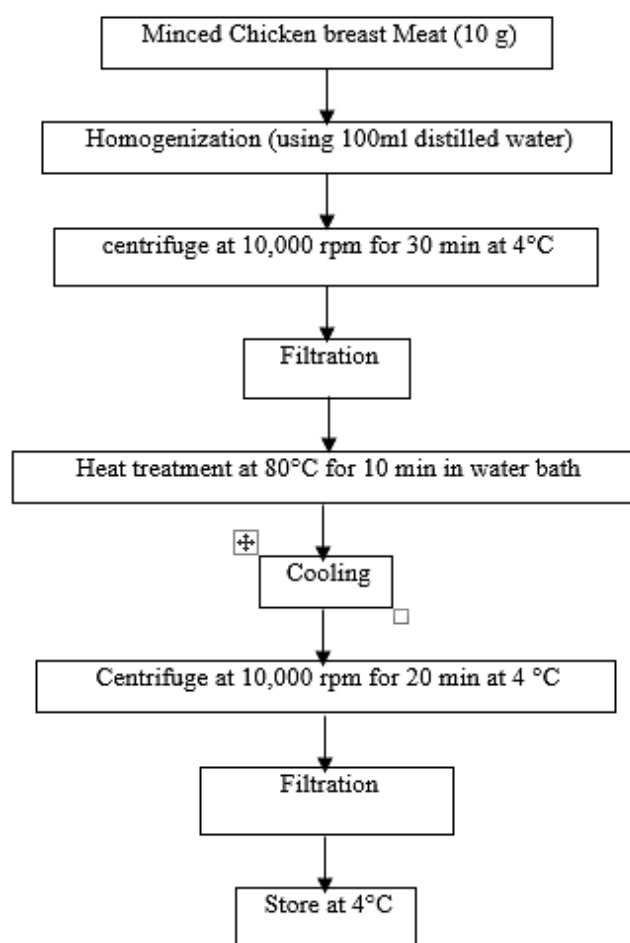 Minced Chicken breast Meat (10 g)
Homogenization (using 100ml distilled water)
centrifuge at 10,000 rpm for 30 min at 4°C
Filtration
Heat treatment at 80°C for 10 min in water bath
Cooling
Centrifuge at 10,000 rpm for 20 min at 4 °C
Filtration
Store at 4°C